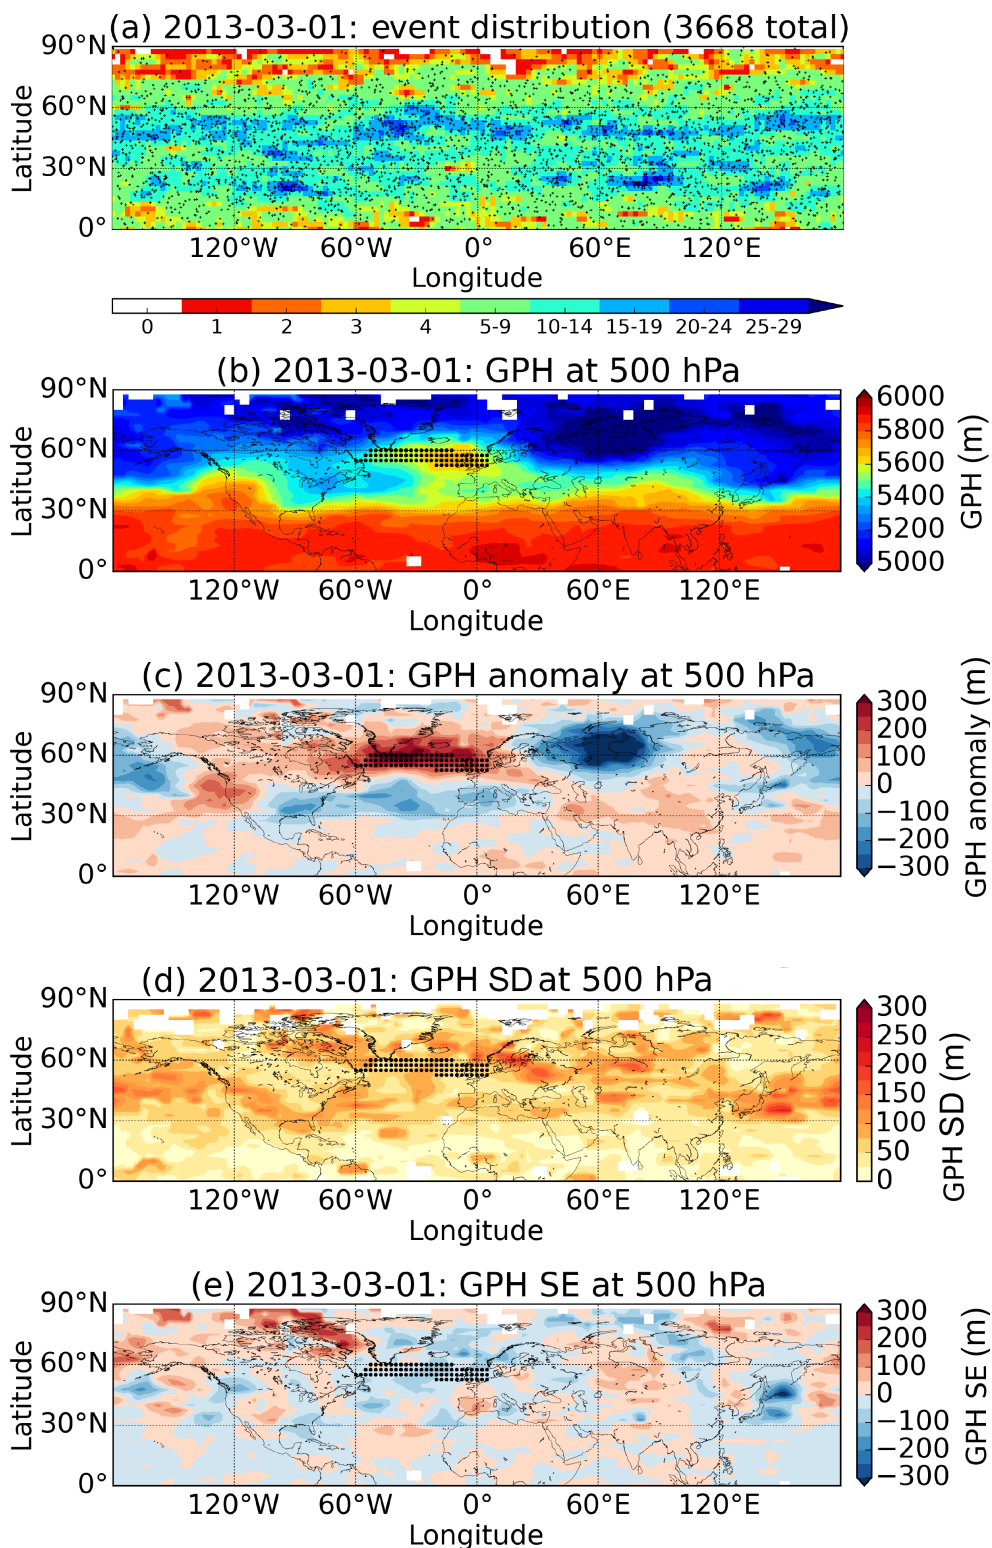 (a) 2013-03-01: event distribution (3668 total)
90°N
60°N
30°N
0°
Latitude
120°W 60°W 0° 60°E 120°E
Longitude
0 1 2 3 4 5-9 10-14 15-19 20-24 25-29
(b) 2013-03-01: GPH at 500 hPa
90°N
60°N
30°N
0°
Latitude
120°W 60°W 0° 60°E 120°E
Longitude
6000
5800
5600
5400
5200
5000
GPH (m)
(c) 2013-03-01: GPH anomaly at 500 hPa
90°N
60°N
30°N
0°
Latitude
120°W 60°W 0° 60°E 120°E
Longitude
300
200
100
0
−100
−200
−300
GPH anomaly (m)
(d) 2013-03-01: GPH SD at 500 hPa
90°N
60°N
30°N
0°
Latitude
120°W 60°W 0° 60°E 120°E
Longitude
300
250
200
150
100
50
0
GPH SD (m)
(e) 2013-03-01: GPH SE at 500 hPa
90°N
60°N
30°N
0°
Latitude
120°W 60°W 0° 60°E 120°E
Longitude
300
200
100
0
−100
−200
−300
GPH SE (m)